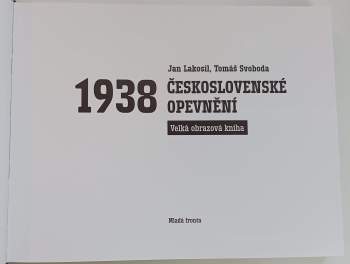 Jan Lakosil, Tomáš Svoboda
1938 ČESKOSLOVENSKÉ
OPEVNĚNÍ
Velká obrazová kniha
Mladá fronta